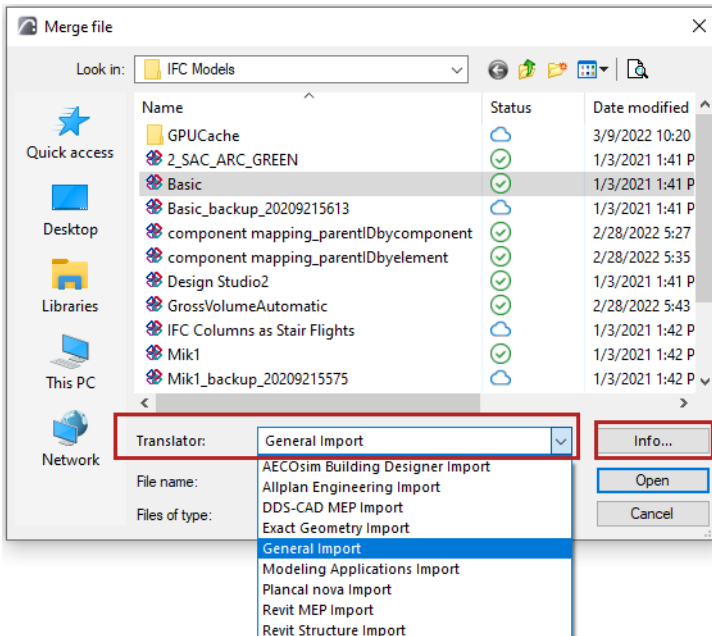 Merge file
Look in: IFC Models
Name Status Date modified
GPUCache 3/9/2022 10:20
2_SAC_ARC_GREEN 1/3/2021 1:41 P
Basic 1/3/2021 1:41 P
Basic_backup_20209215613 1/3/2021 1:41 P
component mapping_parentIDbycomponent 2/28/2022 5:27
component mapping_parentIDbyelement 2/28/2022 5:35
Design Studio2 1/3/2021 1:41 P
GrossVolumeAutomatic 2/28/2022 5:43
IFC Columns as Stair Flights 1/3/2021 1:42 P
Mik1 1/3/2021 1:42 P
Mik1_backup_20209215575 1/3/2021 1:42 P
Quick access
Desktop
Libraries
This PC
Network
Translator: General Import Info...
File name: Open
Files of type: Cancel
AECOsim Building Designer Import
Allplan Engineering Import
DDS-CAD MEP Import
Exact Geometry Import
General Import
Modeling Applications Import
Plancal nova Import
Revit MEP Import
Revit Structure Import